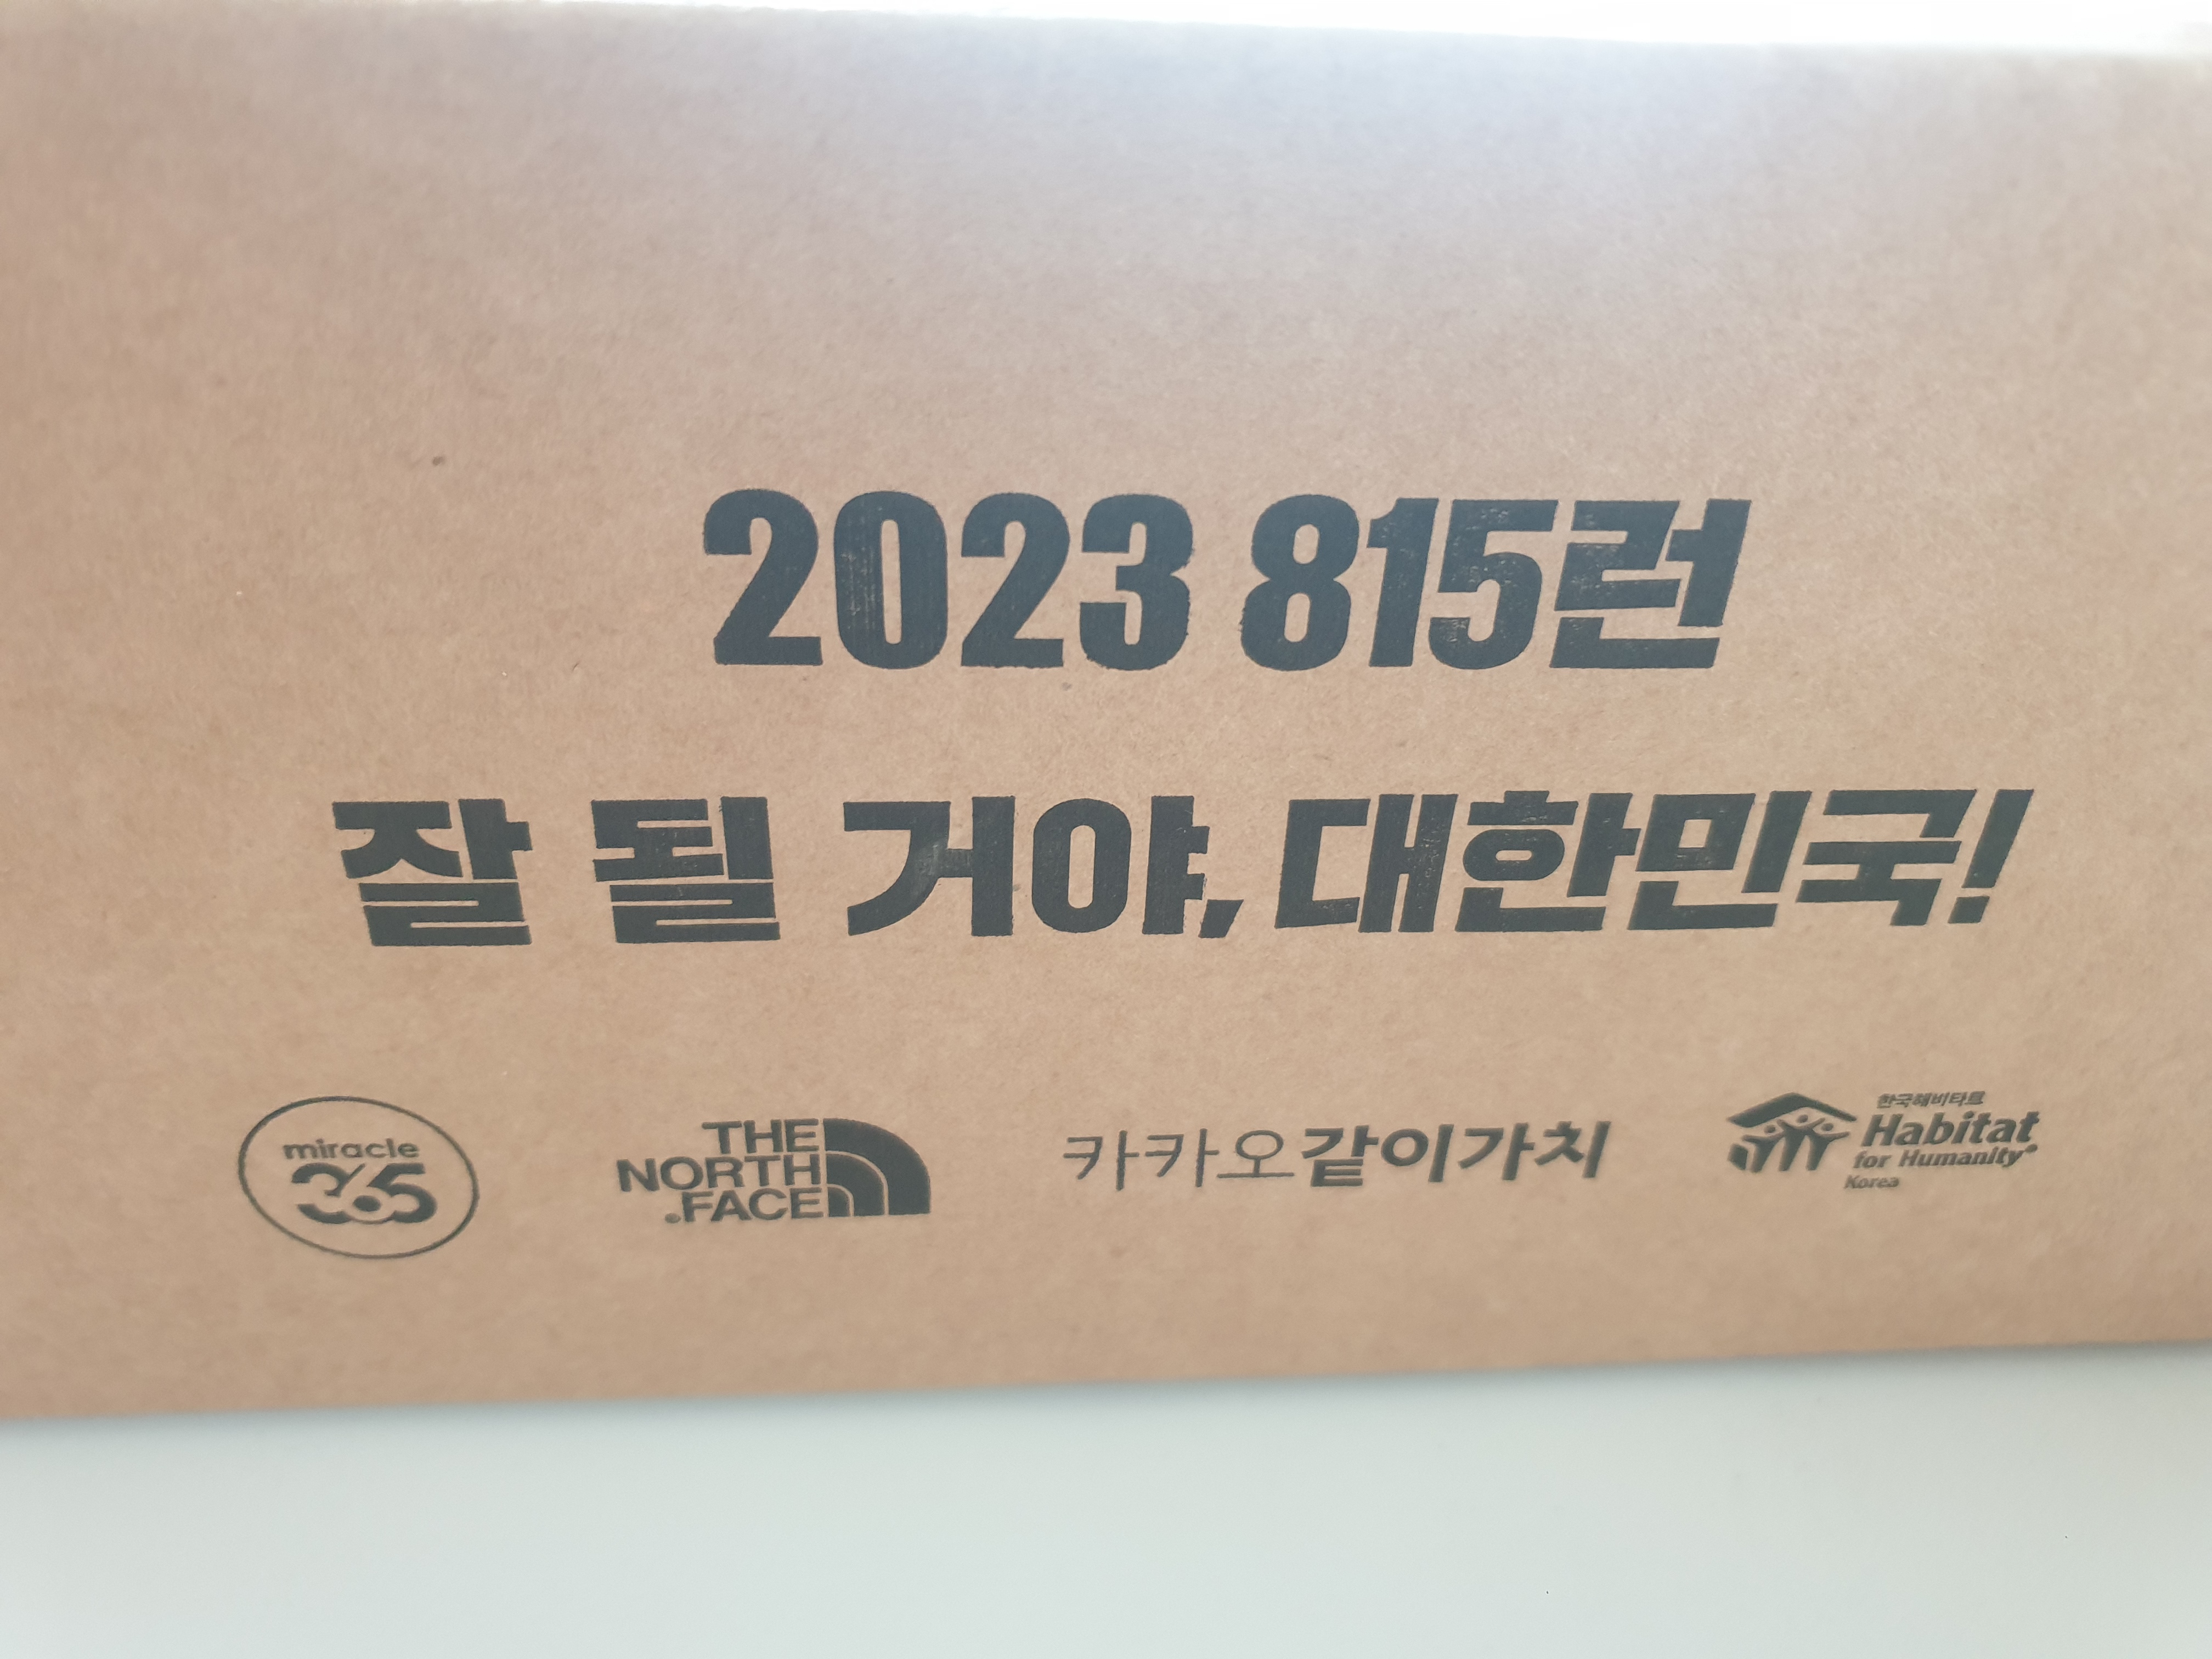 2023 815런
잘 될 거야, 대한민국!
miracle
365
THE
NORTH
FACE
카카오같이가치
한국해비타트
Habitat
for Humanity®
Korea